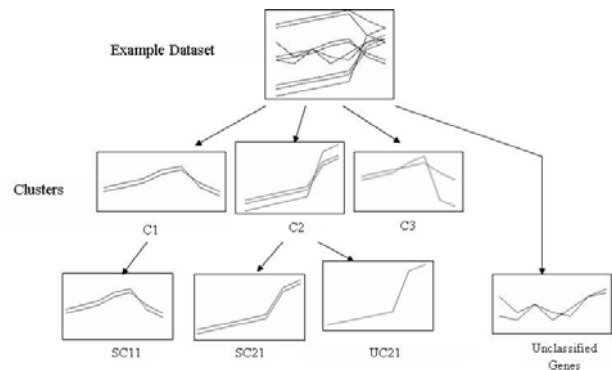 Example Dataset
Clusters
C1
C2
C3
SC11
SC21
UC21
Unclassified
Genes